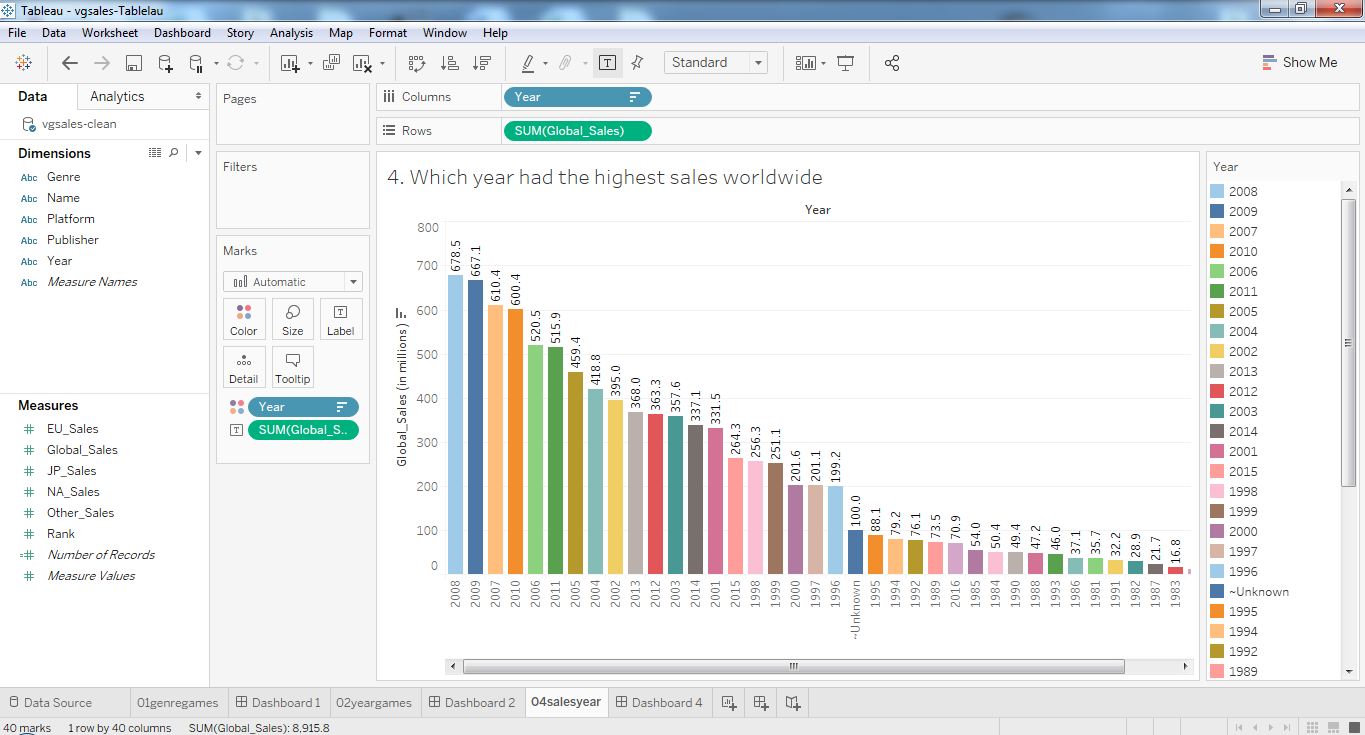 Tableau - vgsales-Tablelau
File Data Worksheet Dashboard Story Analysis Map Format Window Help
Standard
Show Me
Data Analytics
vgsales-clean
Dimensions
Abc Genre
Abc Name
Abc Platform
Abc Publisher
Abc Year
Abc Measure Names
Measures
EU_Sales
Global_Sales
JP_Sales
NA_Sales
Other_Sales
Rank
Number of Records
Measure Values
Pages
Filters
Marks
Automatic
Color Size Label
Detail Tooltip
Year
SUM(Global_S..
Columns Year
Rows SUM(Global_Sales)
4. Which year had the highest sales worldwide
Year
Global_Sales (in millions)
800
700
600
500
400
300
200
100
0
678.5 667.1 610.4 600.4 520.5 515.9 459.4 418.8 395.0 368.0 363.3 357.6 337.1 331.5 264.3 256.3 251.1 201.6 201.1 199.2 100.0 88.1 79.2 76.1 73.5 70.9 54.0 50.4 49.4 47.2 46.0 37.1 35.7 32.2 28.9 21.7 16.8
2008 2009 2007 2010 2006 2011 2005 2004 2002 2013 2012 2003 2014 2001 2015 1998 1999 2000 1997 1996 ~Unknown 1995 1994 1992 1989 2016 1985 1984 1990 1988 1993 1986 1981 1991 1982 1987 1983
Year
2008
2009
2007
2010
2006
2011
2005
2004
2002
2013
2012
2003
2014
2001
2015
1998
1999
2000
1997
1996
~Unknown
1995
1994
1992
1989
Data Source 01genregames Dashboard 1 02yeargames Dashboard 2 04salesyear Dashboard 4
40 marks 1 row by 40 columns SUM(Global_Sales): 8,915.8